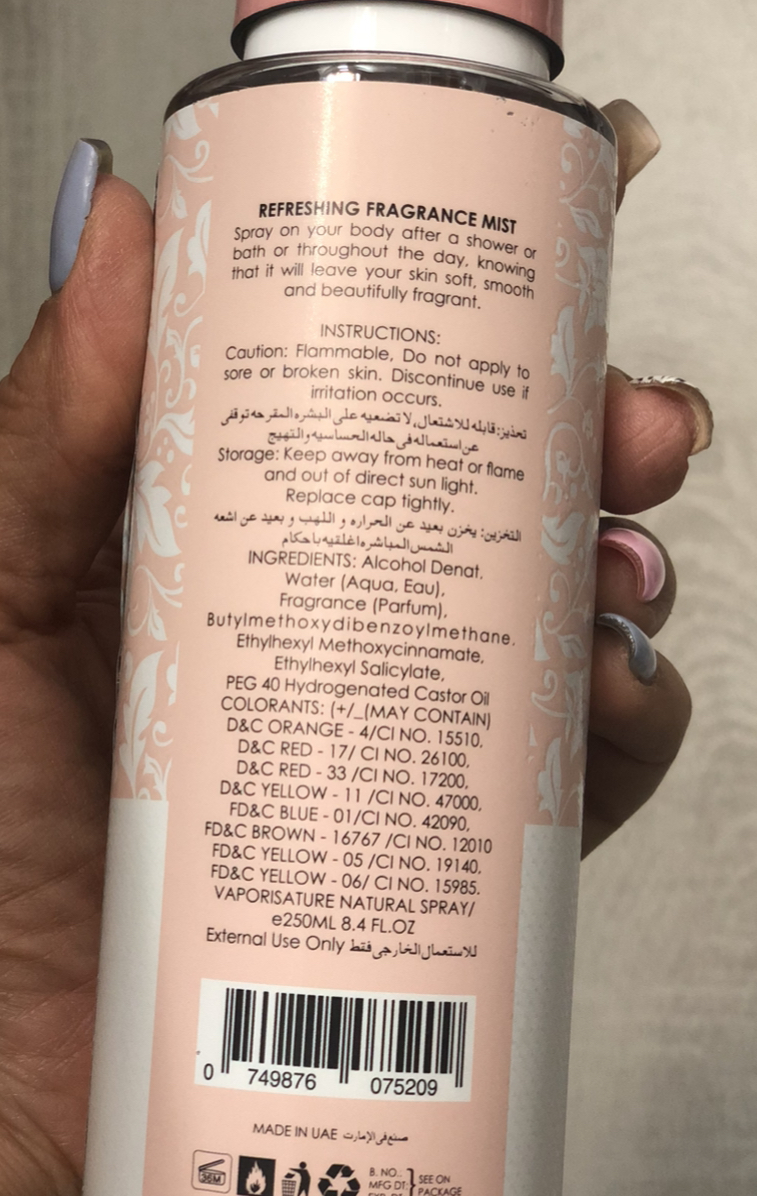 REFRESHING FRAGRANCE MIST
Spray on your body after a shower or
bath or throughout the day, knowing
that it will leave your skin soft, smooth
and beautifully fragrant.
INSTRUCTIONS:
Caution: Flammable, Do not apply to
sore or broken skin. Discontinue use if
irritation occurs.
تحذير: قابله للاشتعال، لا تضعيه على البشره المقرحه توقفى
عن استعماله فى حاله الحساسيه والتهيج
Storage: Keep away from heat or flame
and out of direct sun light.
Replace cap tightly.
التخزين: يخزن بعيد عن الحراره و اللهب و بعيد عن اشعه
الشمس المباشره اغلقيه باحكام
INGREDIENTS: Alcohol Denat,
Water (Aqua, Eau),
Fragrance (Parfum),
Butylmethoxydibenzoylmethane.
Ethylhexyl Methoxycinnamate,
Ethylhexyl Salicylate,
PEG 40 Hydrogenated Castor Oil
COLORANTS: (+/_(MAY CONTAIN)
D&C ORANGE - 4/CI NO. 15510,
D&C RED - 17/ CI NO. 26100,
D&C RED - 33 /CI NO. 17200,
D&C YELLOW - 11 /CI NO. 47000,
FD&C BLUE - 01/CI NO. 42090,
FD&C BROWN - 16767 /CI NO. 12010
FD&C YELLOW - 05 /CI NO. 19140,
FD&C YELLOW - 06/ CI NO. 15985.
VAPORISATURE NATURAL SPRAY/
e250ML 8.4 FL.OZ
External Use Only للاستعمال الخارجى فقط
0 749876 075209
MADE IN UAE صنع فى الإمارت
36M
B. NO.: SEE ON
MFG DT: PACKAGE